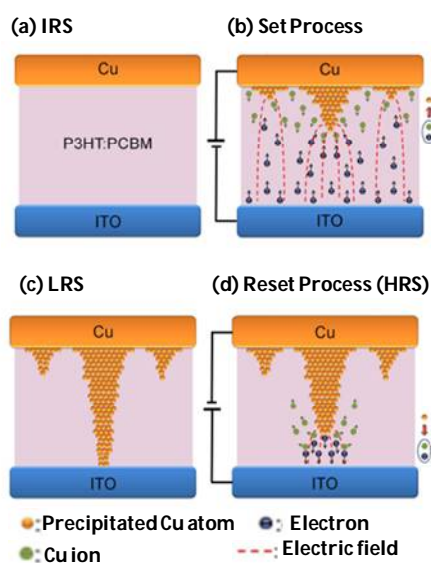 (a) IRS
(b) Set Process
Cu
Cu
P3HT:PCBM
ITO
ITO
(c) LRS
(d) Reset Process (HRS)
Cu
Cu
ITO
ITO
: Precipitated Cu atom
: Electron
: Cu ion
: Electric field